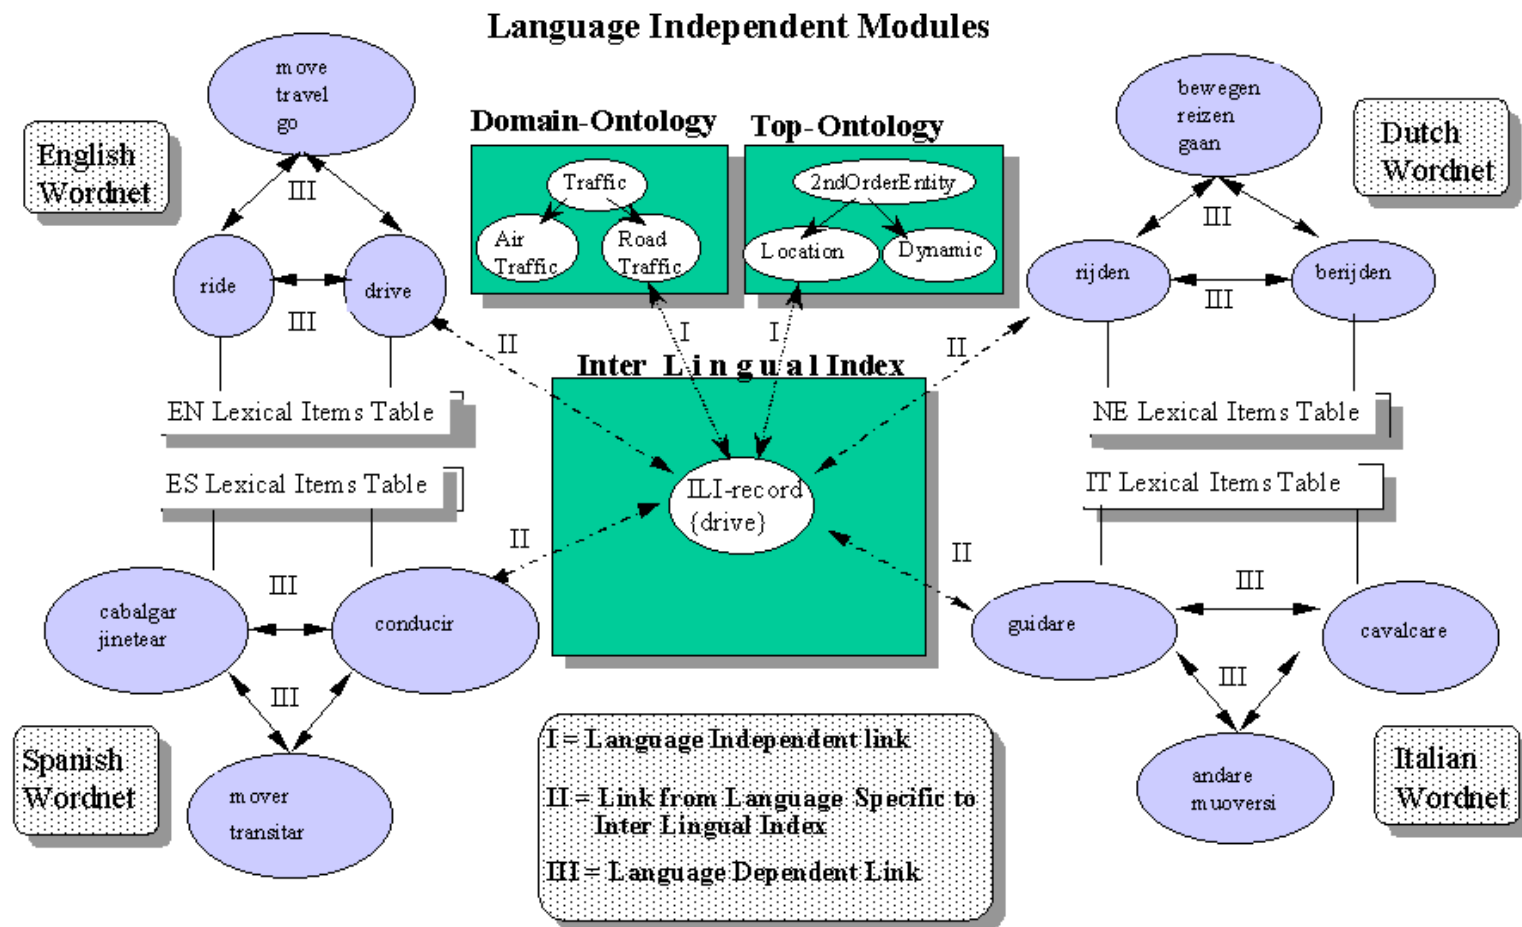 Language Independent Modules
move
travel
go
English
Wordnet
III
ride
drive
III
EN Lexical Items Table
Domain-Ontology
Traffic
Air
Traffic
Road
Traffic
Top-Ontology
2ndOrderEntity
Location
Dynamic
bewegen
reizen
gaan
Dutch
Wordnet
III
rijden
berijden
III
NE Lexical Items Table
I
I
II
II
Inter Lingual Index
ILI-record
{drive}
II
II
ES Lexical Items Table
III
cabalgar
jinetear
conducir
III
Spanish
Wordnet
mover
transitar
IT Lexical Items Table
III
guidare
cavalcare
III
andare
muoversi
Italian
Wordnet
I = Language Independent link
II = Link from Language Specific to
Inter Lingual Index
III = Language Dependent Link